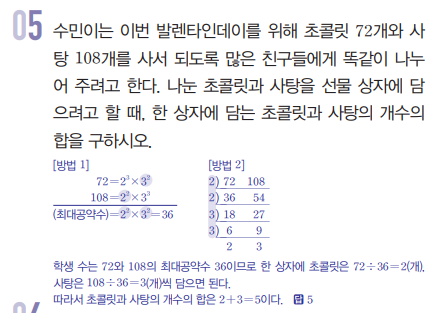 05 수민이는 이번 발렌타인데이를 위해 초콜릿 72개와 사
탕 108개를 사서 되도록 많은 친구들에게 똑같이 나누
어 주려고 한다. 나눈 초콜릿과 사탕을 선물 상자에 담
으려고 할 때, 한 상자에 담는 초콜릿과 사탕의 개수의
합을 구하시오.
[방법 1] [방법 2]
72=2³×3² 2) 72 108
108=2²×3³ 2) 36 54
(최대공약수)=2²×3²=36 3) 18 27
3) 6 9
2 3
학생 수는 72와 108의 최대공약수 36이므로 한 상자에 초콜릿은 72÷36=2(개),
사탕은 108÷36=3(개)씩 담으면 된다.
따라서 초콜릿과 사탕의 개수의 합은 2+3=5이다. 답 5